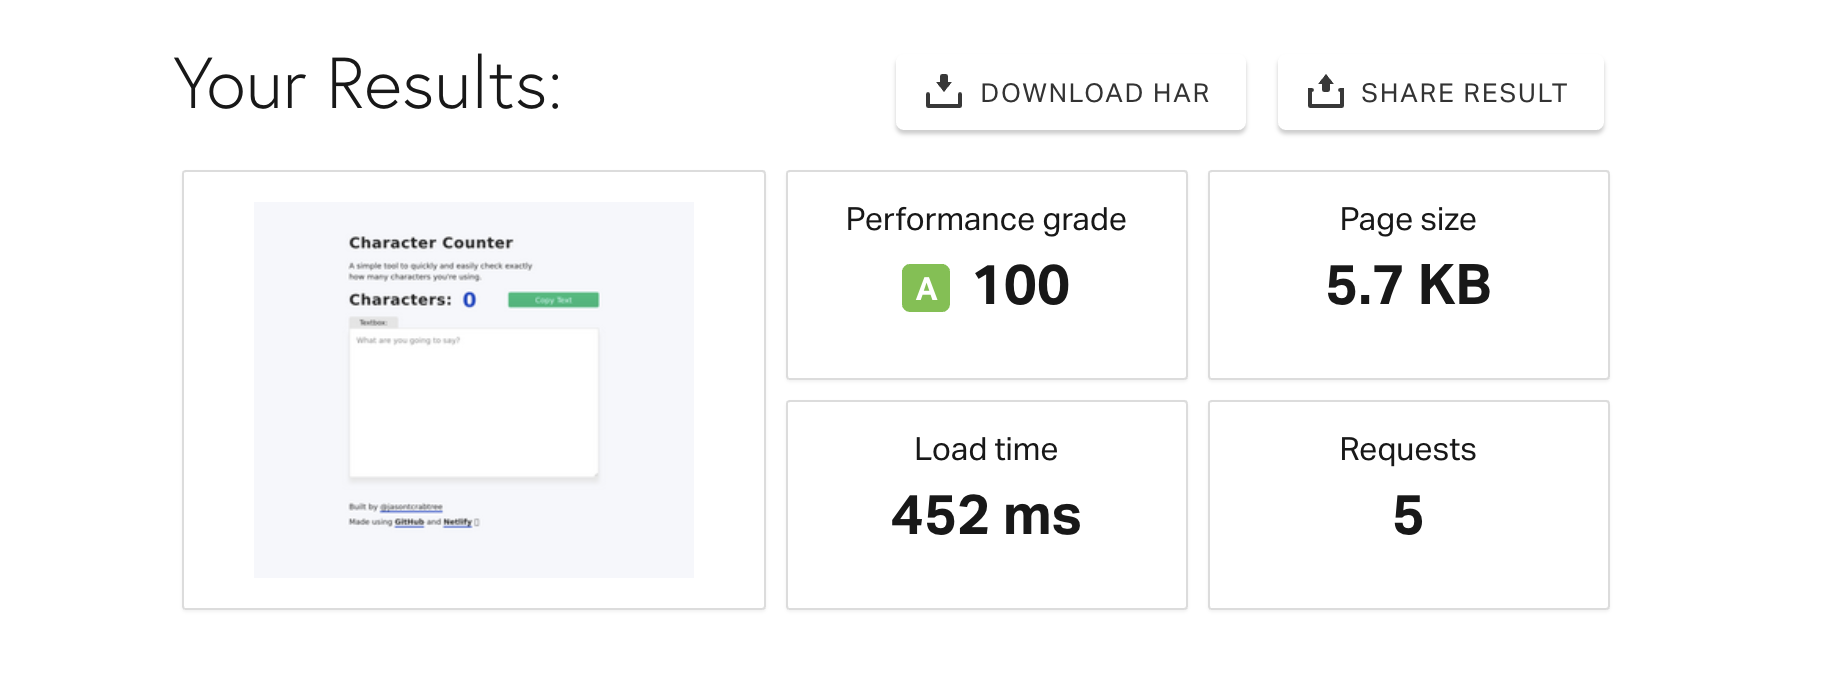 Your Results:
DOWNLOAD HAR
SHARE RESULT
Character Counter
A simple tool to quickly and easily check exactly
how many characters you're using.
Characters: 0
Copy Text
Textbox:
What are you going to say?
Built by @jasontcrabtree
Made using GitHub and Netlify
Performance grade
A 100
Page size
5.7 KB
Load time
452 ms
Requests
5